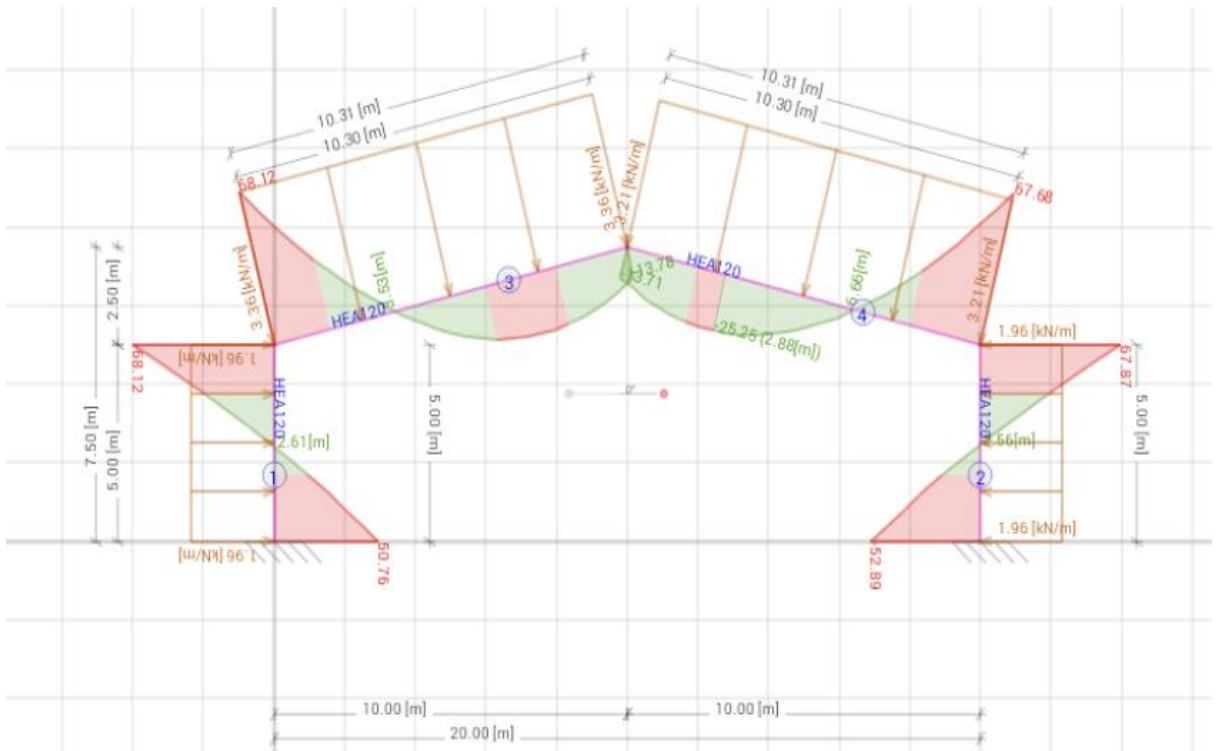 10.31 [m]
10.30 [m]
10.31 [m]
10.30 [m]
68.12
3.36 [kN/m]
3.21 [kN/m]
57.68
3.36 [kN/m]
HEA120
3
-13.78
HEA120
6.66[m]
4
3.21 [kN/m]
2.50 [m]
-25.25 (2.88[m])
1.96 [kN/m]
1.96 [kN/m]
68.12
67.87
HEA120
HEA120
7.50 [m]
5.00 [m]
5.00 [m]
5.00 [m]
2.61[m]
1
2
1.96 [kN/m]
1.96 [kN/m]
50.76
52.89
10.00 [m]
10.00 [m]
20.00 [m]